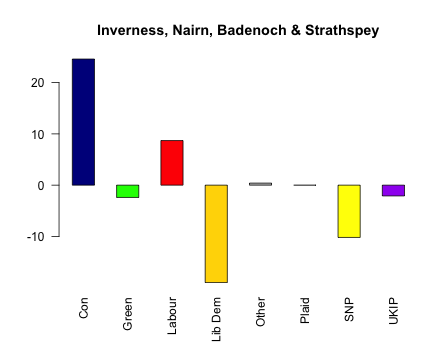 Inverness, Nairn, Badenoch & Strathspey
20
10
0
-10
Con
Green
Labour
Lib Dem
Other
Plaid
SNP
UKIP